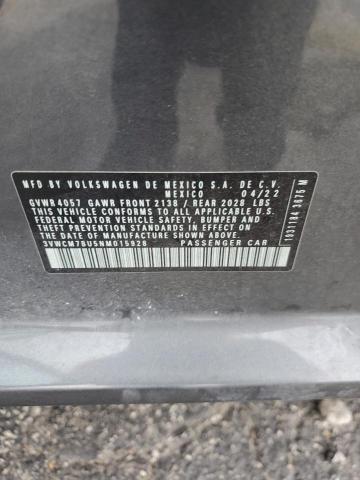 MFD. BY VOLKSWAGEN DE MEXICO S.A. DE C.V.
MEXICO 04/22
GVWR 4057 GAWR FRONT 2138 / REAR 2028 LBS
THIS VEHICLE CONFORMS TO ALL APPLICABLE U.S.
FEDERAL MOTOR VEHICLE SAFETY, BUMPER AND
THEFT PREVENTION STANDARDS IN EFFECT ON
THE DATE OF MANUFACTURE SHOWN ABOVE
3VWCM7BU5NM015928 PASSENGER CAR
1031104 3675 M